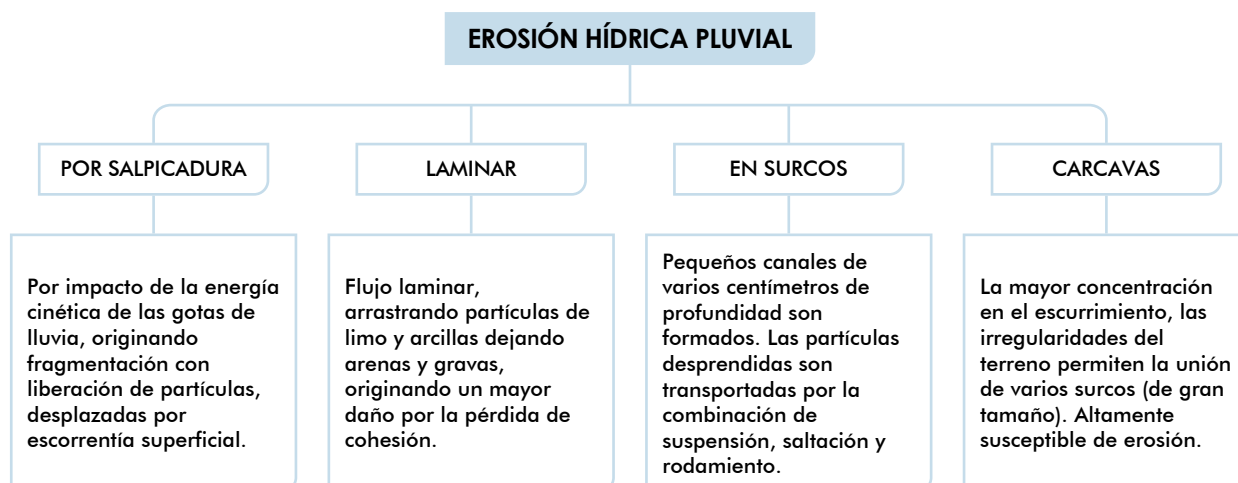 EROSIÓN HÍDRICA PLUVIAL
POR SALPICADURA
Por impacto de la energía
cinética de las gotas de
lluvia, originando
fragmentación con
liberación de partículas,
desplazadas por
escorrentía superficial.
LAMINAR
Flujo laminar,
arrastrando partículas de
limo y arcillas dejando
arenas y gravas,
originando un mayor
daño por la pérdida de
cohesión.
EN SURCOS
Pequeños canales de
varios centímetros de
profundidad son
formados. Las partículas
desprendidas son
transportadas por la
combinación de
suspensión, saltación y
rodamiento.
CARCAVAS
La mayor concentración
en el escurrimiento, las
irregularidades del
terreno permiten la unión
de varios surcos (de gran
tamaño). Altamente
susceptible de erosión.